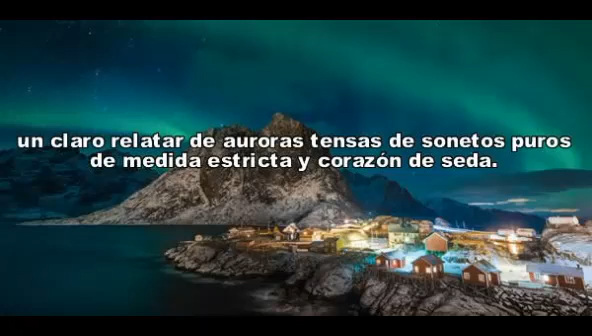 un claro relatar de auroras tensas de sonetos puros
de medida estricta y corazón de seda.